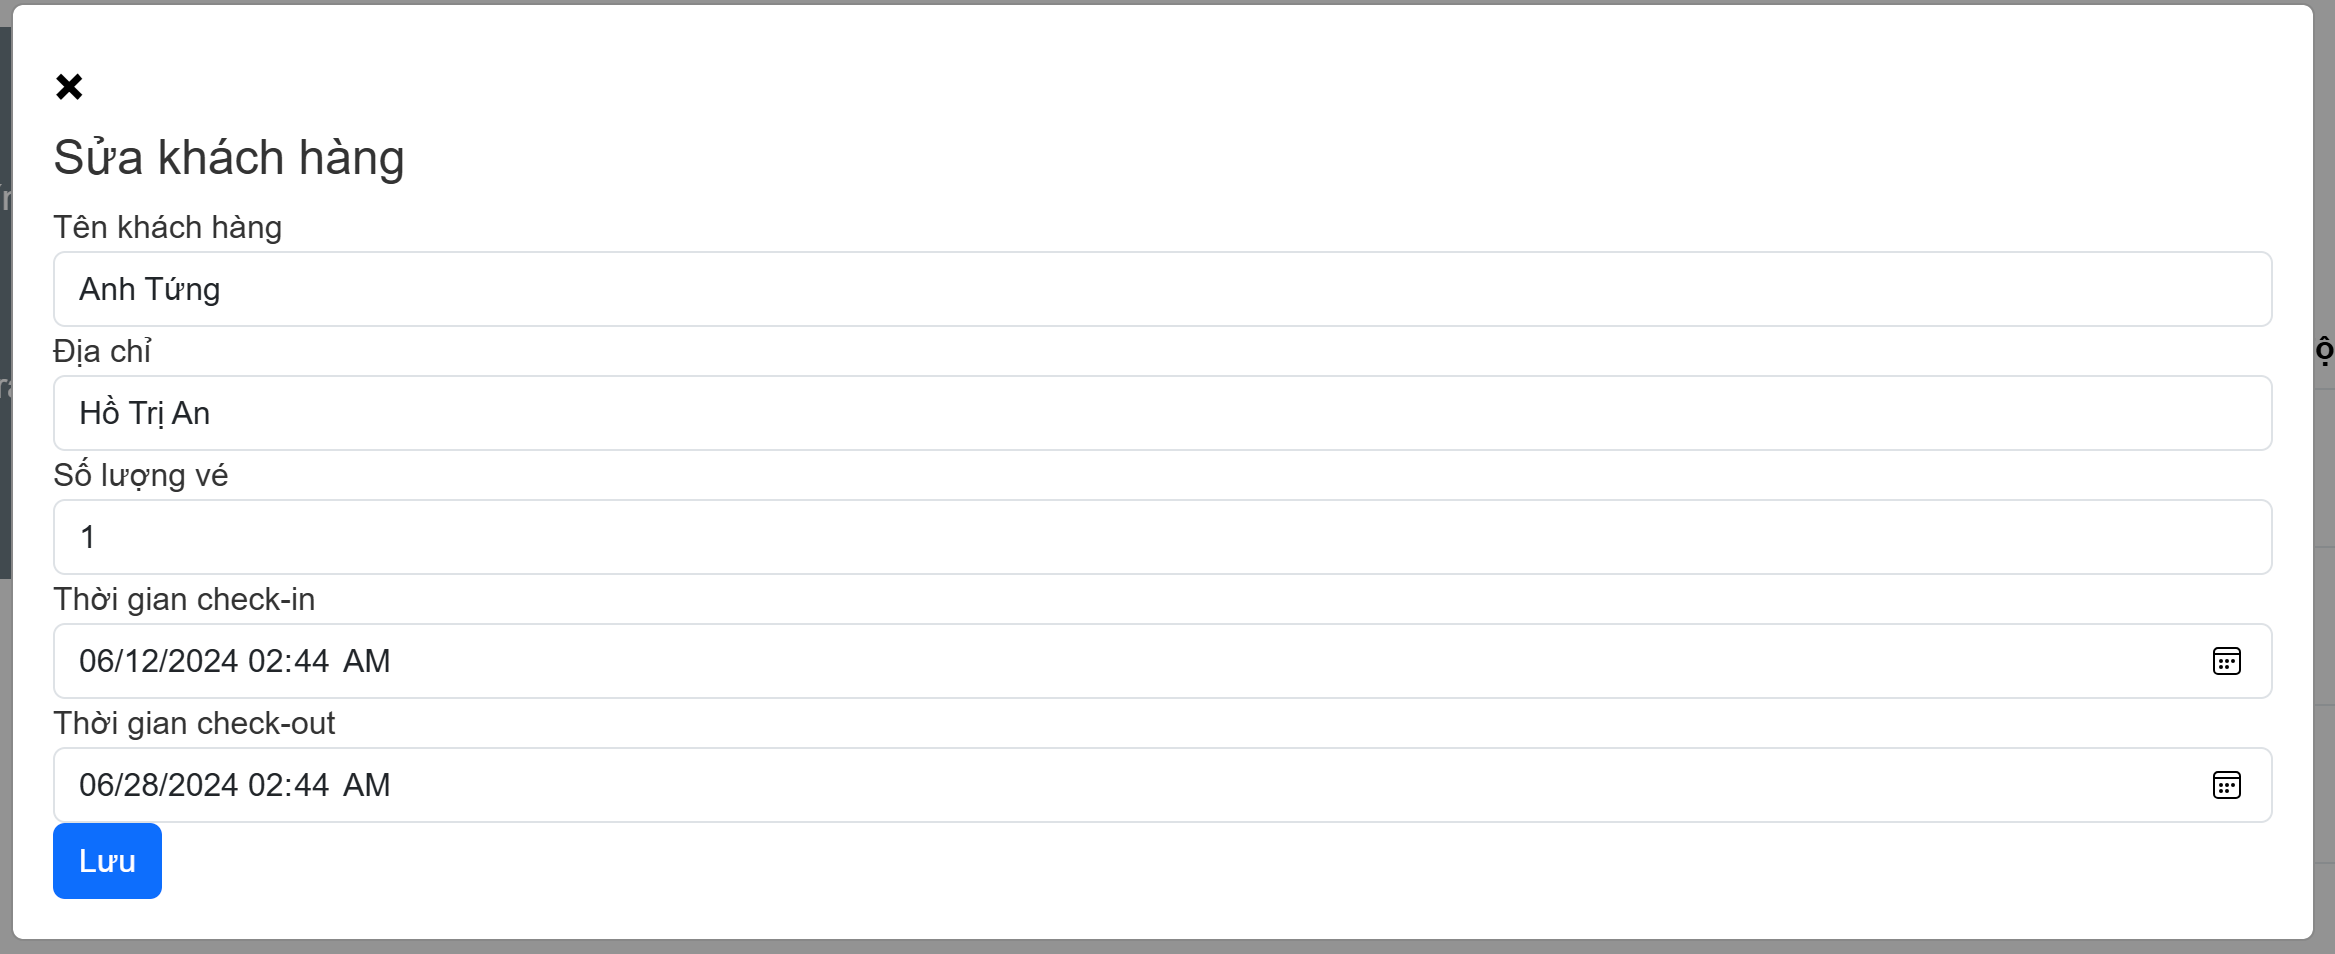 Sửa khách hàng
Tên khách hàng
Anh Tứng
Địa chỉ
Hồ Trị An
Số lượng vé
1
Thời gian check-in
06/12/2024 02:44 AM
Thời gian check-out
06/28/2024 02:44 AM
Lưu